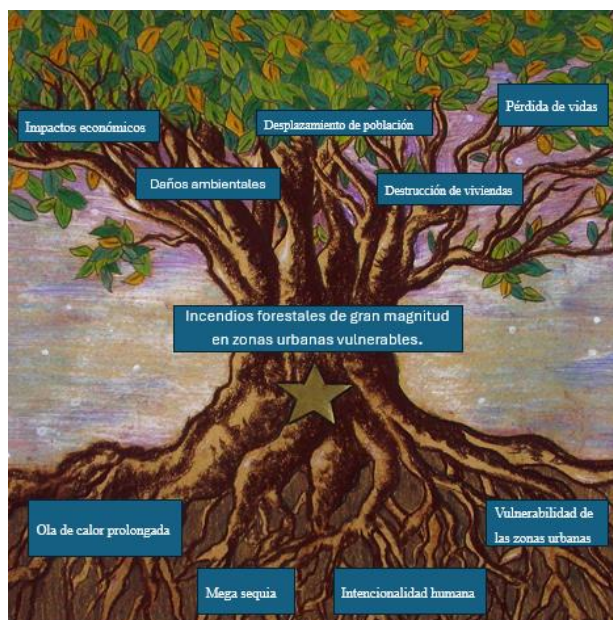 Pérdida de vidas
Impactos económicos
Desplazamiento de población
Daños ambientales
Destrucción de viviendas
Incendios forestales de gran magnitud
en zonas urbanas vulnerables.
Ola de calor prolongada
Vulnerabilidad de
las zonas urbanas
Mega sequia
Intencionalidad humana